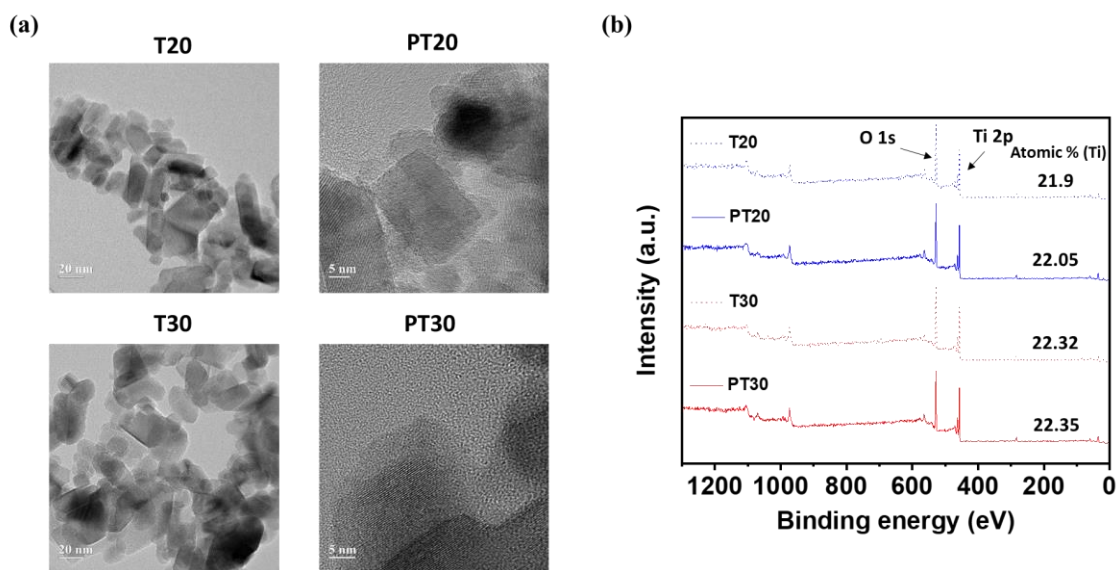 (a)
T20
PT20
20 nm
5 nm
T30
PT30
20 nm
5 nm
(b)
T20
O 1s
Ti 2p
Atomic % (Ti)
21.9
PT20
22.05
T30
22.32
PT30
22.35
Intensity (a.u.)
1200 1000 800 600 400 200 0
Binding energy (eV)